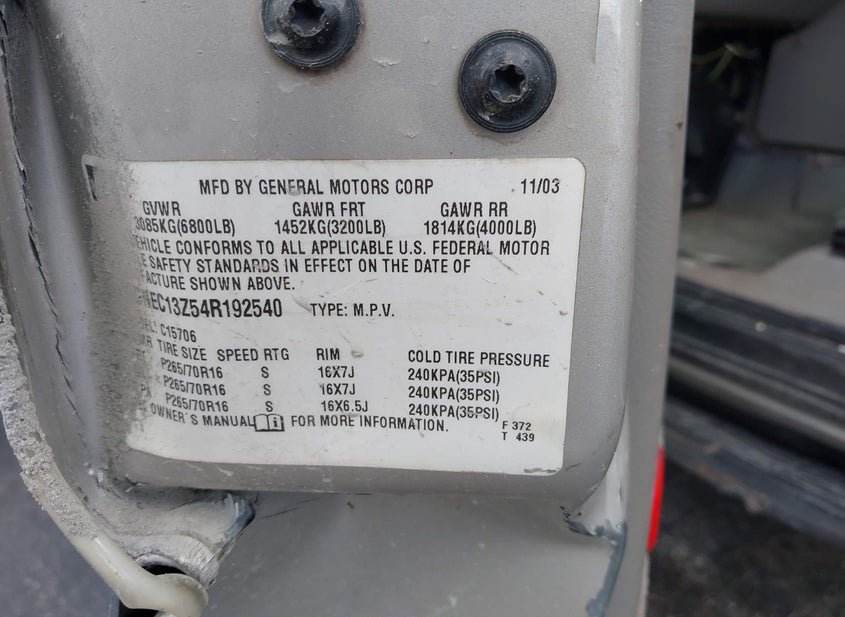 MFD BY GENERAL MOTORS CORP 11/03
GVWR GAWR FRT GAWR RR
3085KG(6800LB) 1452KG(3200LB) 1814KG(4000LB)
VEHICLE CONFORMS TO ALL APPLICABLE U.S. FEDERAL MOTOR
SAFETY STANDARDS IN EFFECT ON THE DATE OF
FACTURE SHOWN ABOVE.
EC13Z54R192540 TYPE: M.P.V.
C15706
TIRE SIZE SPEED RTG RIM COLD TIRE PRESSURE
P265/70R16 S 16X7J 240KPA(35PSI)
P265/70R16 S 16X7J 240KPA(35PSI)
P265/70R16 S 16X6.5J 240KPA(35PSI)
OWNER'S MANUAL FOR MORE INFORMATION.
F 372
T 439